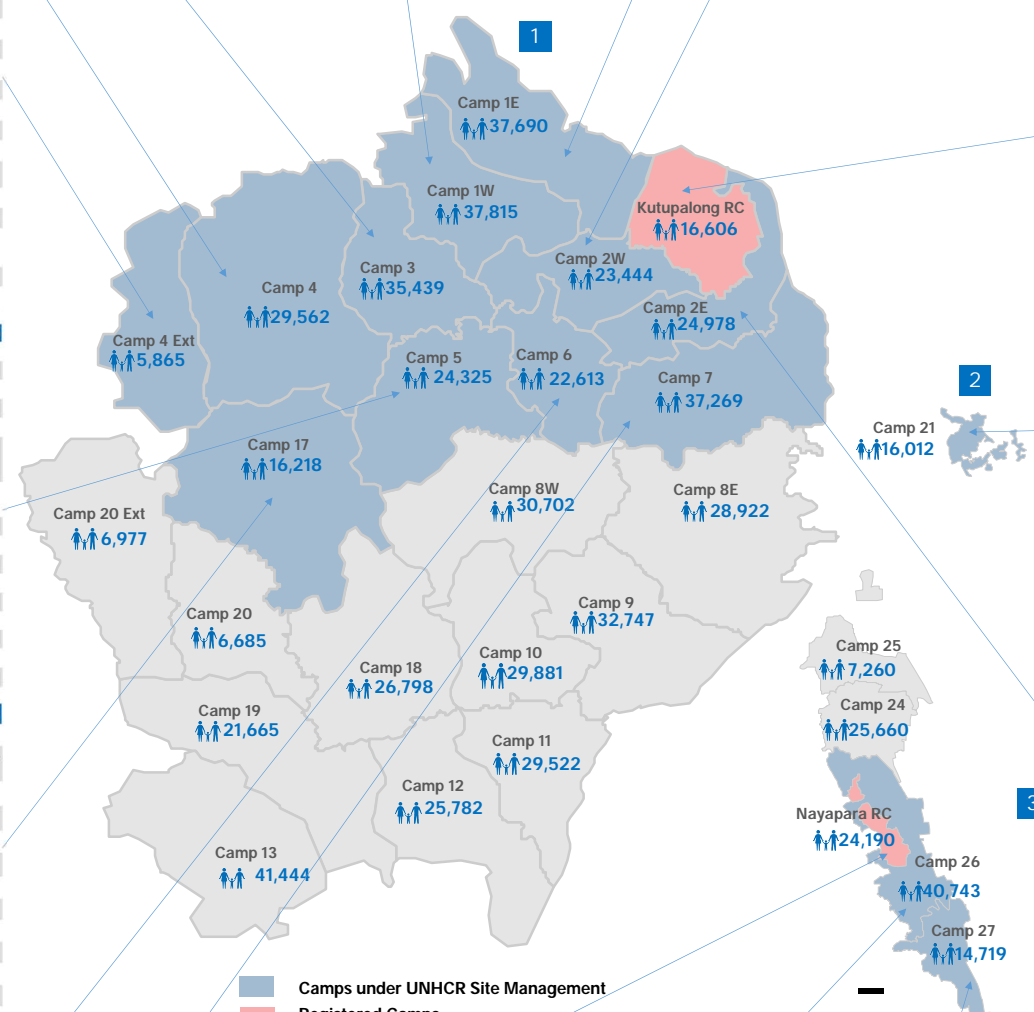 1
Camp 1E
37,690
Camp 1W
37,815
Kutupalong RC
16,606
Camp 2W
23,444
Camp 3
35,439
Camp 4
29,562
Camp 2E
24,978
Camp 4 Ext
5,865
Camp 5
24,325
Camp 6
22,613
Camp 7
37,269
2
Camp 21
16,012
Camp 17
16,218
Camp 8W
30,702
Camp 8E
28,922
Camp 20 Ext
6,977
Camp 20
6,685
Camp 9
32,747
Camp 10
29,881
Camp 18
26,798
Camp 25
7,260
Camp 24
25,660
Camp 19
21,665
Camp 11
29,522
Camp 12
25,782
3
Nayapara RC
24,190
Camp 13
41,444
Camp 26
40,743
Camp 27
14,719
Camps under UNHCR Site Management
Registered Camps